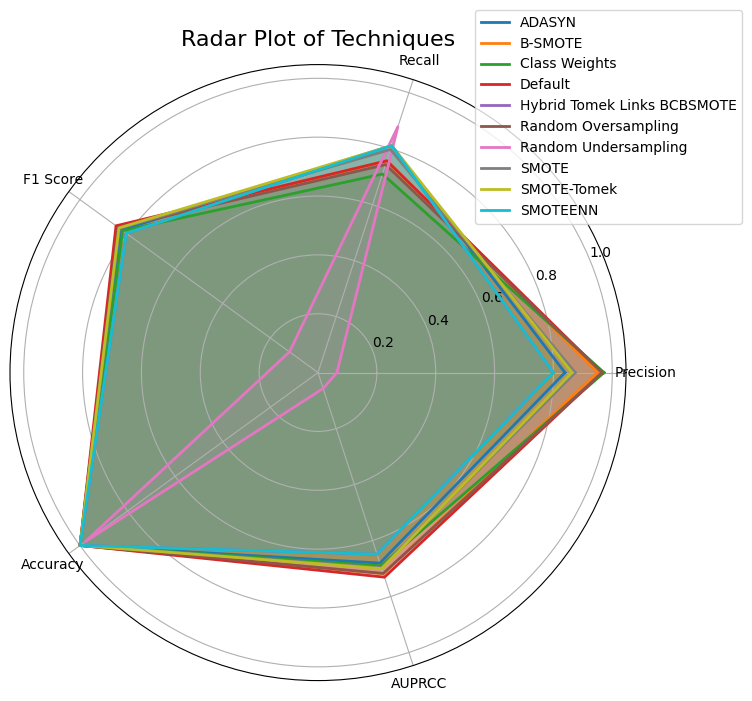 Radar Plot of Techniques
ADASYN
B-SMOTE
Class Weights
Default
Hybrid Tomek Links BCBSMOTE
Random Oversampling
Random Undersampling
SMOTE
SMOTE-Tomek
SMOTEENN
Recall
F1 Score
1.0
0.8
0.6
0.4
0.2
Precision
Accuracy
AUPRCC